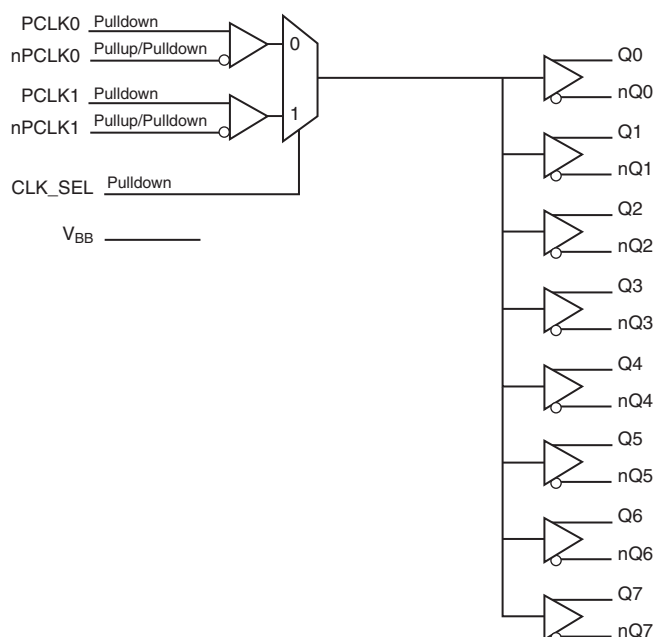 PCLK0 Pulldown
nPCLK0 Pullup/Pulldown
0
PCLK1 Pulldown
nPCLK1 Pullup/Pulldown
1
CLK_SEL Pulldown
VBB
Q0
nQ0
Q1
nQ1
Q2
nQ2
Q3
nQ3
Q4
nQ4
Q5
nQ5
Q6
nQ6
Q7
nQ7